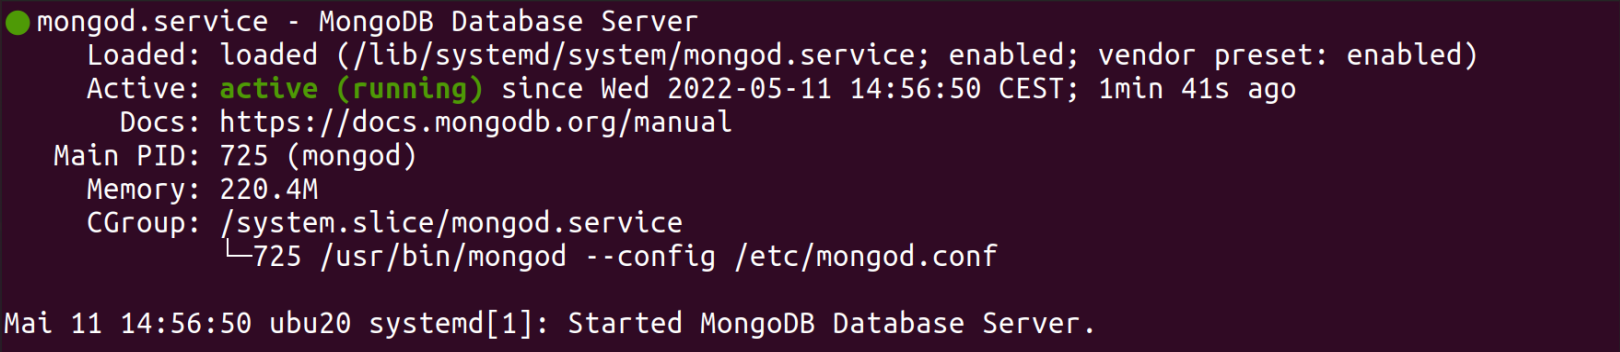 ● mongod.service - MongoDB Database Server
Loaded: loaded (/lib/systemd/system/mongod.service; enabled; vendor preset: enabled)
Active: active (running) since Wed 2022-05-11 14:56:50 CEST; 1min 41s ago
Docs: https://docs.mongodb.org/manual
Main PID: 725 (mongod)
Memory: 220.4M
CGroup: /system.slice/mongod.service
└─725 /usr/bin/mongod --config /etc/mongod.conf
Mai 11 14:56:50 ubu20 systemd[1]: Started MongoDB Database Server.